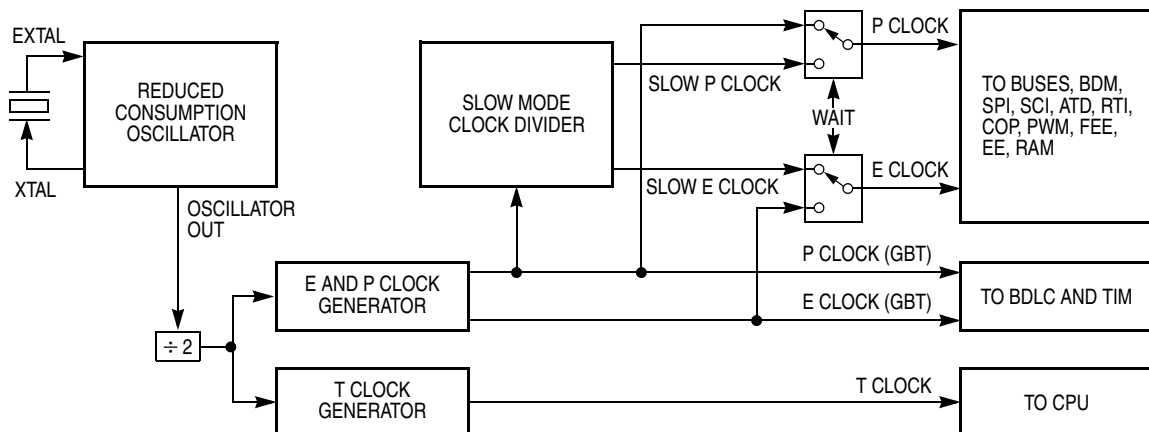 EXTAL
XTAL
REDUCED
CONSUMPTION
OSCILLATOR
OSCILLATOR
OUT
÷ 2
SLOW MODE
CLOCK DIVIDER
SLOW P CLOCK
SLOW E CLOCK
WAIT
P CLOCK
E CLOCK
TO BUSES, BDM,
SPI, SCI, ATD, RTI,
COP, PWM, FEE,
EE, RAM
E AND P CLOCK
GENERATOR
P CLOCK (GBT)
E CLOCK (GBT)
TO BDLC AND TIM
T CLOCK
GENERATOR
T CLOCK
TO CPU